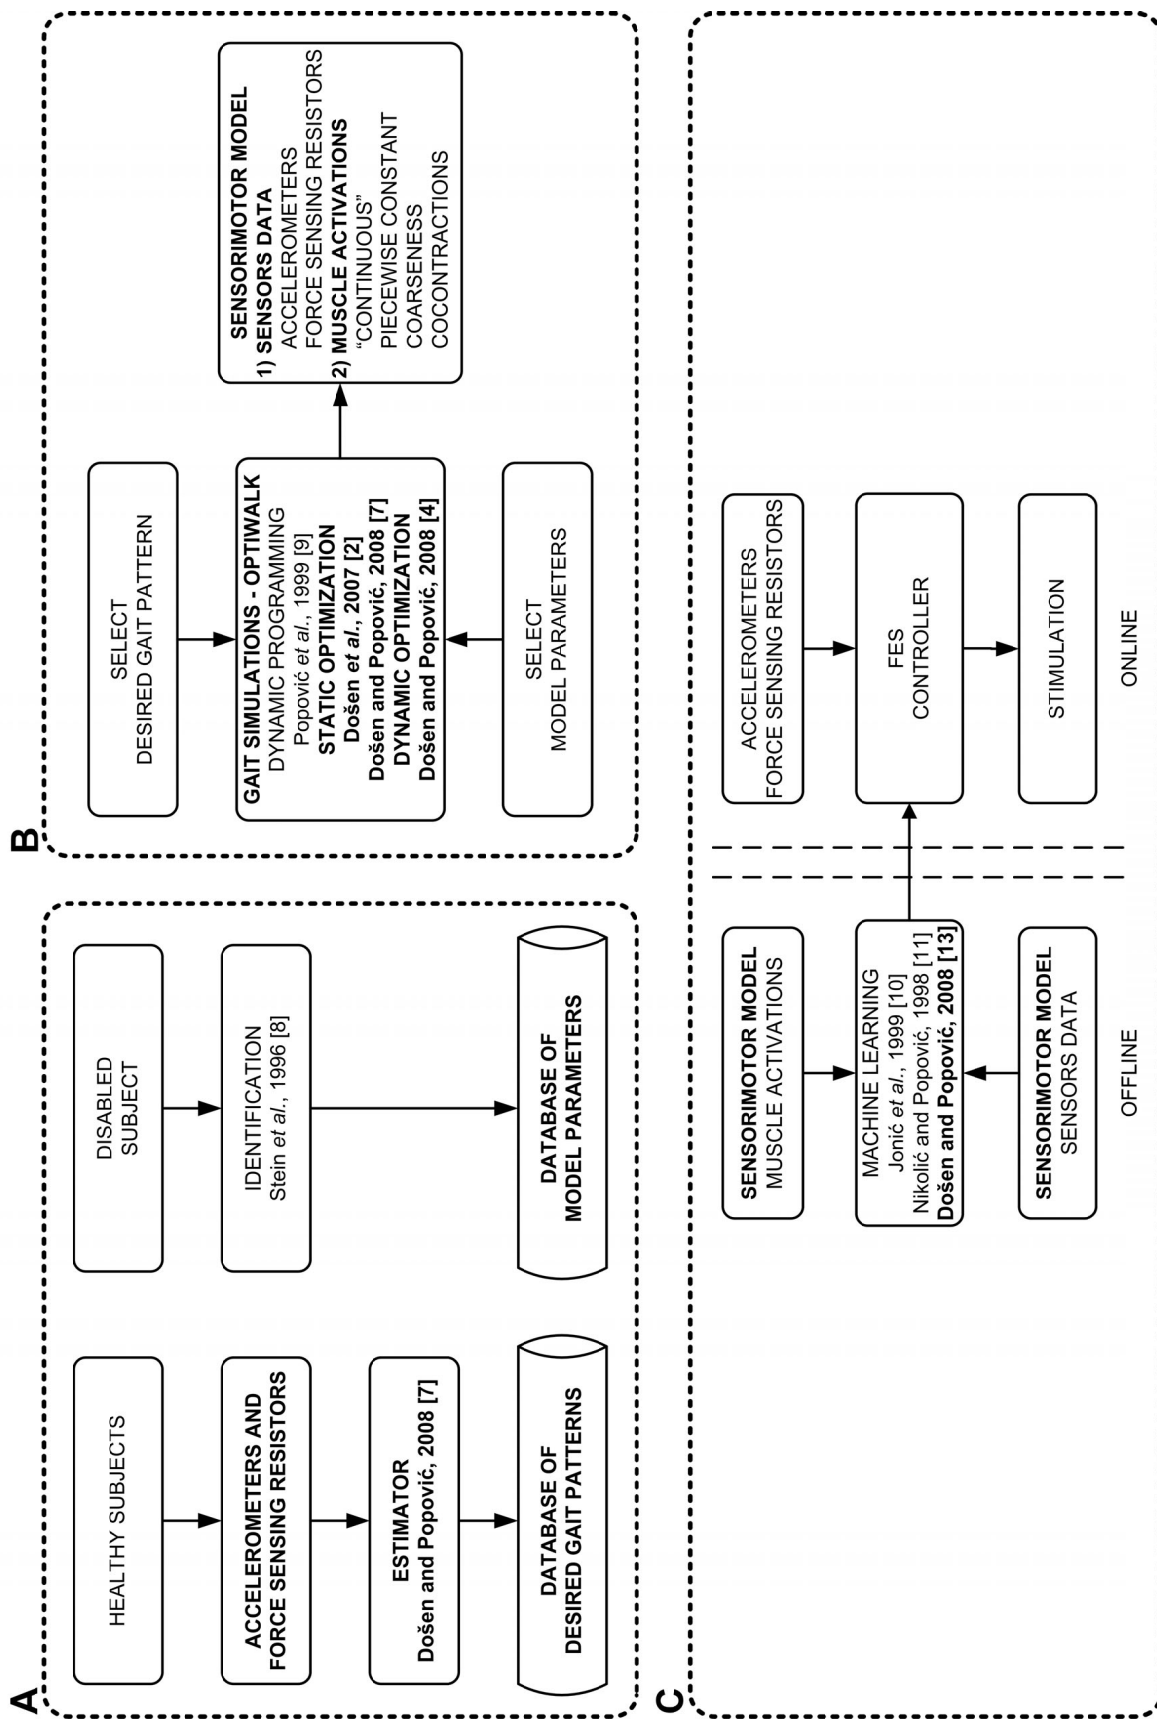 A
HEALTHY SUBJECTS
ACCELEROMETERS AND
FORCE SENSING RESISTORS
ESTIMATOR
Došen and Popović, 2008 [7]
DATABASE OF
DESIRED GAIT PATTERNS
DISABLED
SUBJECT
IDENTIFICATION
Stein et al., 1996 [8]
DATABASE OF
MODEL PARAMETERS
B
SELECT
DESIRED GAIT PATTERN
GAIT SIMULATIONS - OPTIWALK
DYNAMIC PROGRAMMING
Popović et al., 1999 [9]
STATIC OPTIMIZATION
Došen et al., 2007 [2]
Došen and Popović, 2008 [7]
DYNAMIC OPTIMIZATION
Došen and Popović, 2008 [4]
SELECT
MODEL PARAMETERS
SENSORIMOTOR MODEL
1) SENSORS DATA
ACCELEROMETERS
FORCE SENSING RESISTORS
2) MUSCLE ACTIVATIONS
“CONTINUOUS”
PIECEWISE CONSTANT
COARSENESS
COCONTRACTIONS
C
SENSORIMOTOR MODEL
MUSCLE ACTIVATIONS
MACHINE LEARNING
Jonić et al., 1999 [10]
Nikolić and Popović, 1998 [11]
Došen and Popović, 2008 [13]
SENSORIMOTOR MODEL
SENSORS DATA
OFFLINE
ACCELEROMETERS
FORCE SENSING RESISTORS
FES
CONTROLLER
STIMULATION
ONLINE